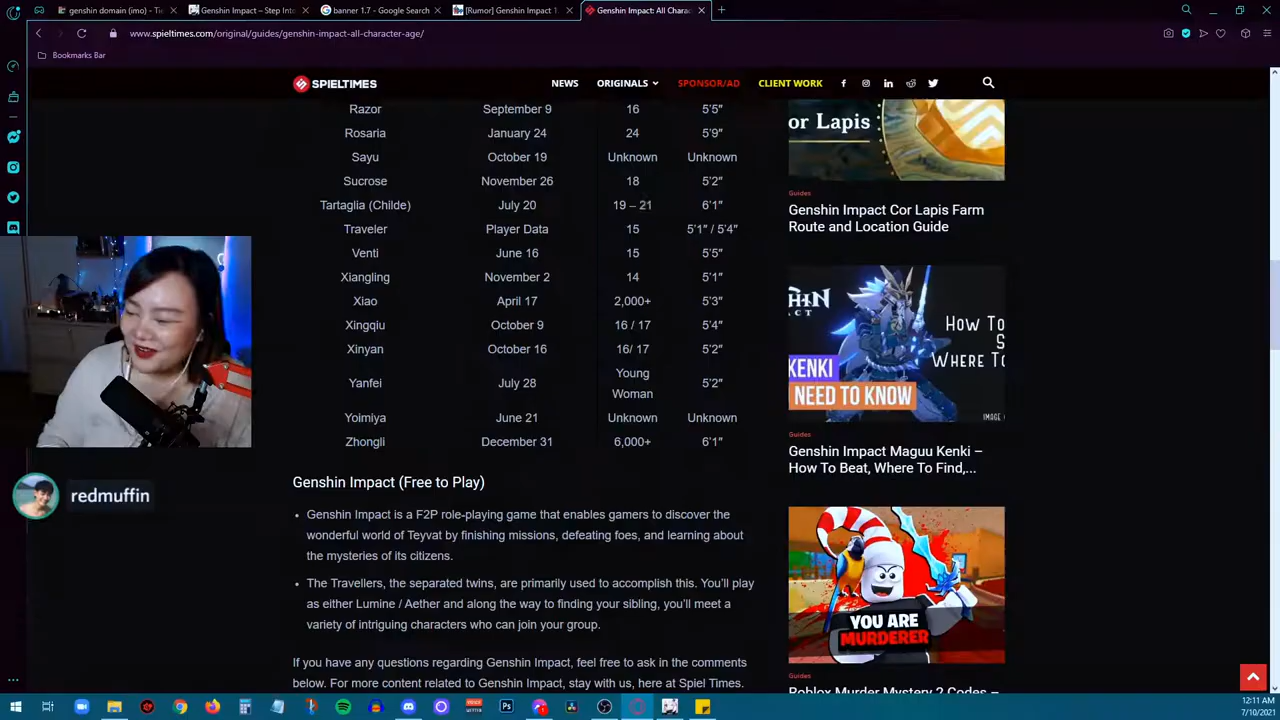 genshin domain (imo) - Ti
Genshin Impact – Step Into
banner 1.7 - Google Search
[Rumor] Genshin Impact 1.
Genshin Impact: All Charac
www.spieltimes.com/original/guides/genshin-impact-all-character-age/
Bookmarks Bar
SPIELTIMES
NEWS
ORIGINALS
SPONSOR/AD
CLIENT WORK
Razor September 9 16 5'5"
Rosaria January 24 24 5'9"
Sayu October 19 Unknown Unknown
Sucrose November 26 18 5'2"
Tartaglia (Childe) July 20 19 – 21 6'1"
Traveler Player Data 15 5'1" / 5'4"
Venti June 16 15 5'5"
Xiangling November 2 14 5'1"
Xiao April 17 2,000+ 5'3"
Xingqiu October 9 16 / 17 5'4"
Xinyan October 16 16/ 17 5'2"
Yanfei July 28 Young Woman 5'2"
Yoimiya June 21 Unknown Unknown
Zhongli December 31 6,000+ 6'1"
redmuffin
Genshin Impact (Free to Play)
Genshin Impact is a F2P role-playing game that enables gamers to discover the
wonderful world of Teyvat by finishing missions, defeating foes, and learning about
the mysteries of its citizens.
The Travellers, the separated twins, are primarily used to accomplish this. You'll play
as either Lumine / Aether and along the way to finding your sibling, you'll meet a
variety of intriguing characters who can join your group.
If you have any questions regarding Genshin Impact, feel free to ask in the comments
below. For more content related to Genshin Impact, stay with us, here at Spiel Times.
or Lapis
Guides
Genshin Impact Cor Lapis Farm
Route and Location Guide
HOW TO
S
WHERE TO
KENKI
NEED TO KNOW
IMAGE
Guides
Genshin Impact Maguu Kenki –
How To Beat, Where To Find,...
YOU ARE
MURDERER
Guides
Roblox Murder Mystery 2 Codes –
12:11 AM
7/10/2021